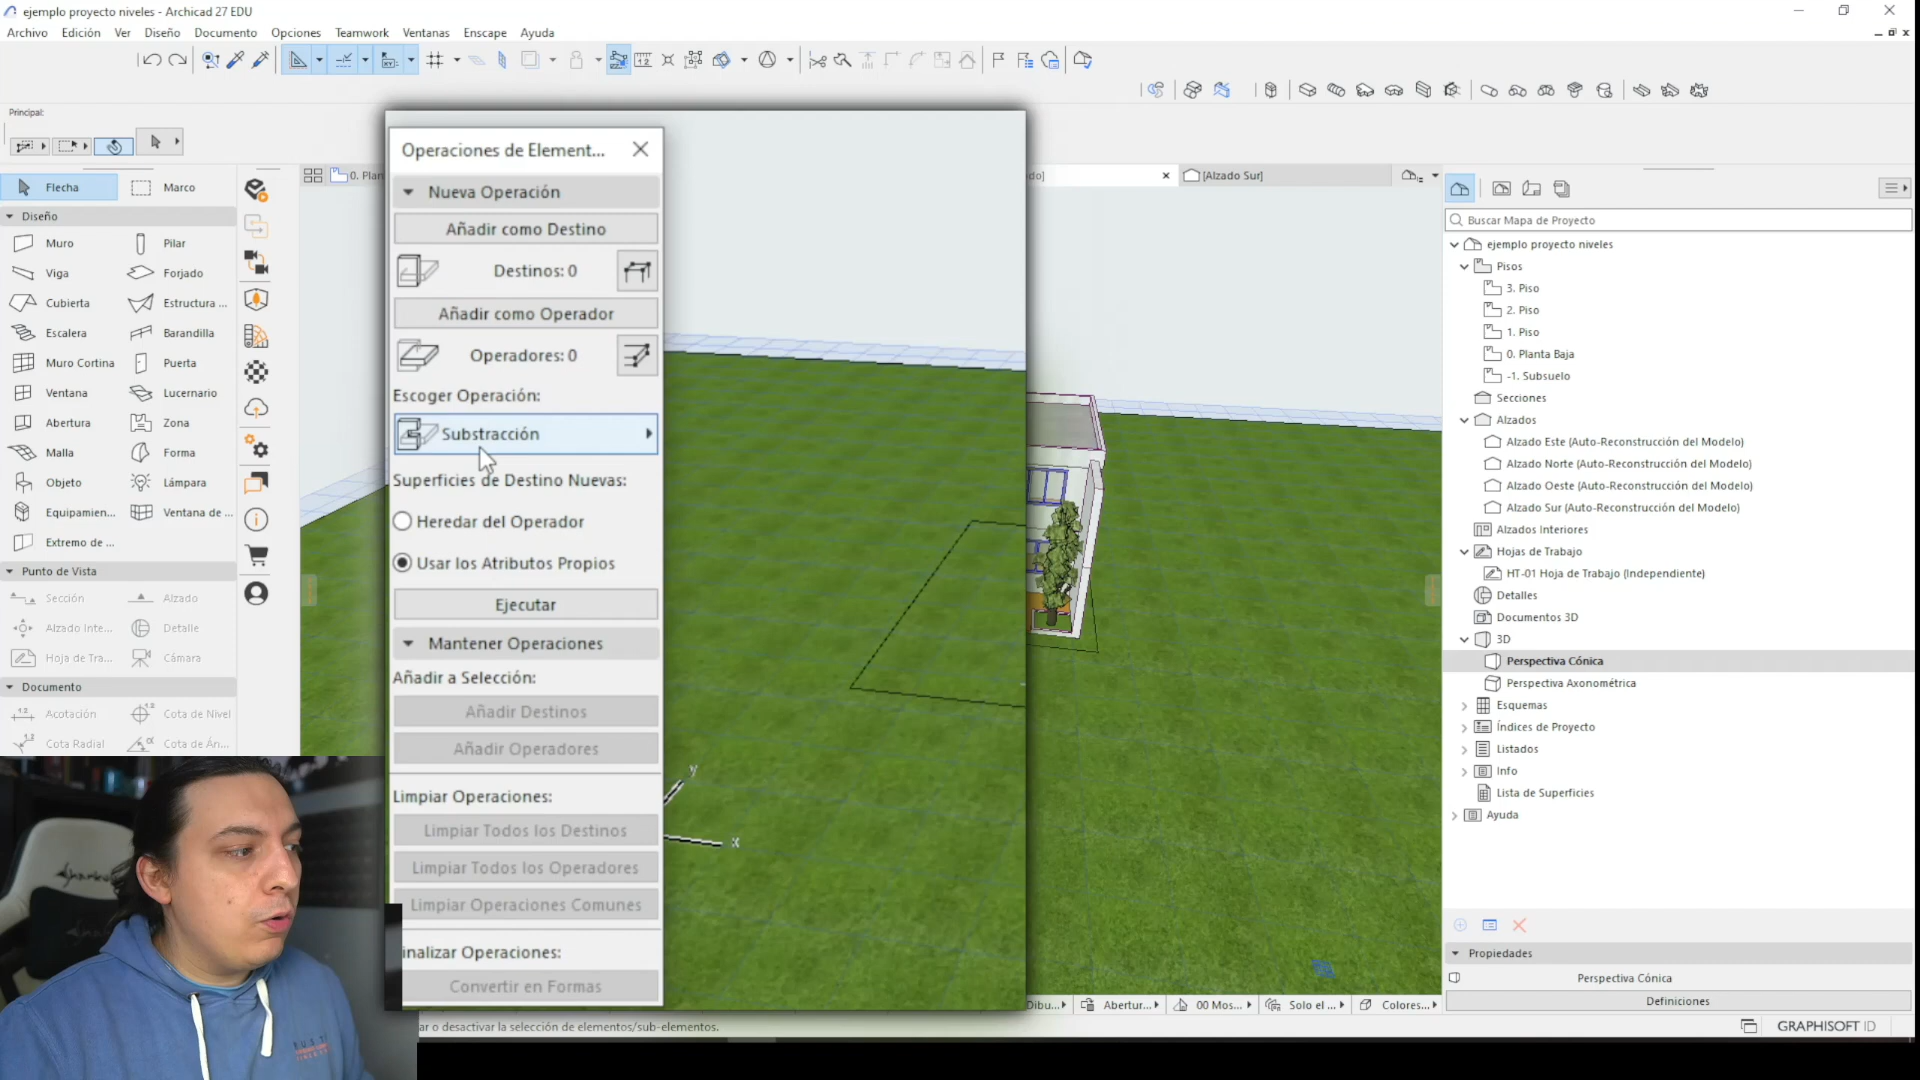 ejemplo proyecto niveles - Archicad 27 EDU
Archivo Edición Ver Diseño Documento Opciones Teamwork Ventanas Enscape Ayuda
Principal:
0. Plan
[Alzado Sur]
Flecha Marco
Diseño
Muro Pilar
Viga Forjado
Cubierta Estructura ...
Escalera Barandilla
Muro Cortina Puerta
Ventana Lucernario
Abertura Zona
Malla Forma
Objeto Lámpara
Equipamien... Ventana de ...
Extremo de ...
Punto de Vista
Sección Alzado
Alzado Inte... Detalle
Hoja de Tra... Cámara
Documento
Acotación Cota de Nivel
Cota Radial Cota de Án...
Operaciones de Element...
Nueva Operación
Añadir como Destino
Destinos: 0
Añadir como Operador
Operadores: 0
Escoger Operación:
Substracción
Superficies de Destino Nuevas:
Heredar del Operador
Usar los Atributos Propios
Ejecutar
Mantener Operaciones
Añadir a Selección:
Añadir Destinos
Añadir Operadores
Limpiar Operaciones:
Limpiar Todos los Destinos
Limpiar Todos los Operadores
Limpiar Operaciones Comunes
inalizar Operaciones:
Convertir en Formas
y
x
Buscar Mapa de Proyecto
ejemplo proyecto niveles
Pisos
3. Piso
2. Piso
1. Piso
0. Planta Baja
-1. Subsuelo
Secciones
Alzados
Alzado Este (Auto-Reconstrucción del Modelo)
Alzado Norte (Auto-Reconstrucción del Modelo)
Alzado Oeste (Auto-Reconstrucción del Modelo)
Alzado Sur (Auto-Reconstrucción del Modelo)
Alzados Interiores
Hojas de Trabajo
HT-01 Hoja de Trabajo (Independiente)
Detalles
Documentos 3D
3D
Perspectiva Cónica
Perspectiva Axonométrica
Esquemas
Índices de Proyecto
Listados
Info
Lista de Superficies
Ayuda
Propiedades
Perspectiva Cónica
Definiciones
Dibu... Abertur... 00 Mos... Solo el ... Colores...
ar o desactivar la selección de elementos/sub-elementos.
GRAPHISOFT ID